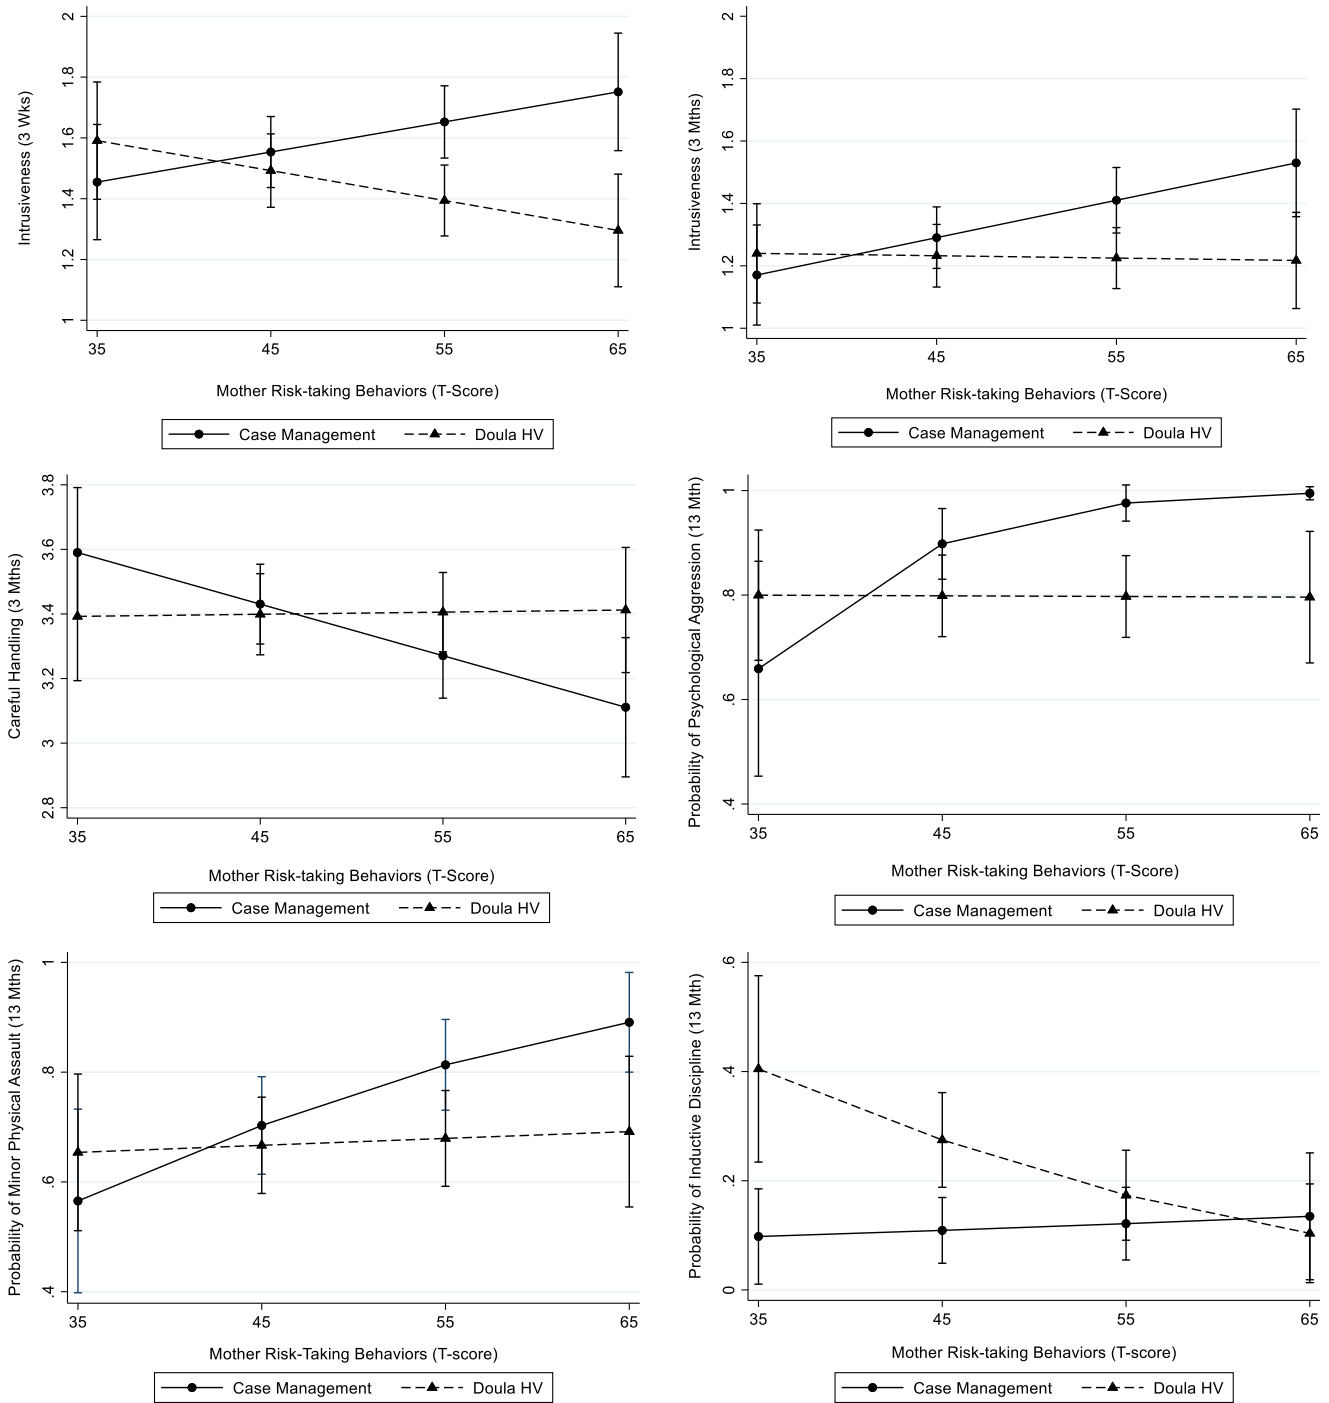 Intrusiveness (3 Wks)
2
1.8
1.6
1.4
1.2
1
35 45 55 65
Mother Risk-taking Behaviors (T-Score)
Case Management Doula HV
Intrusiveness (3 Mths)
2
1.8
1.6
1.4
1.2
1
35 45 55 65
Mother Risk-taking Behaviors (T-Score)
Case Management Doula HV
Careful Handling (3 Mths)
3.8
3.6
3.4
3.2
3
2.8
35 45 55 65
Mother Risk-taking Behaviors (T-Score)
Case Management Doula HV
Probability of Psychological Aggression (13 Mth)
1
.8
.6
.4
35 45 55 65
Mother Risk-taking Behaviors (T-Score)
Case Management Doula HV
Probability of Minor Physical Assault (13 Mths)
1
.8
.6
.4
35 45 55 65
Mother Risk-Taking Behaviors (T-score)
Case Management Doula HV
Probability of Inductive Discipline (13 Mth)
.6
.4
.2
0
35 45 55 65
Mother Risk-taking Behaviors (T-score)
Case Management Doula HV